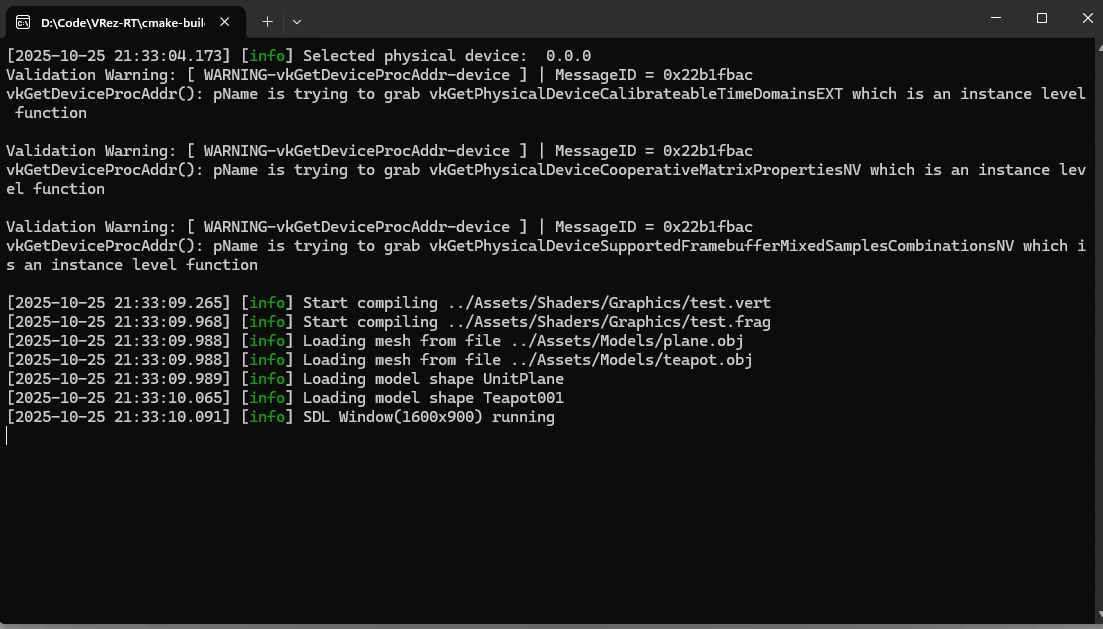 D:\Code\VRez-RT\cmake-buil
[2025-10-25 21:33:04.173] [info] Selected physical device:  0.0.0
Validation Warning: [ WARNING-vkGetDeviceProcAddr-device ] | MessageID = 0x22b1fbac
vkGetDeviceProcAddr(): pName is trying to grab vkGetPhysicalDeviceCalibrateableTimeDomainsEXT which is an instance level
 function
Validation Warning: [ WARNING-vkGetDeviceProcAddr-device ] | MessageID = 0x22b1fbac
vkGetDeviceProcAddr(): pName is trying to grab vkGetPhysicalDeviceCooperativeMatrixPropertiesNV which is an instance lev
el function
Validation Warning: [ WARNING-vkGetDeviceProcAddr-device ] | MessageID = 0x22b1fbac
vkGetDeviceProcAddr(): pName is trying to grab vkGetPhysicalDeviceSupportedFramebufferMixedSamplesCombinationsNV which i
s an instance level function
[2025-10-25 21:33:09.265] [info] Start compiling ../Assets/Shaders/Graphics/test.vert
[2025-10-25 21:33:09.968] [info] Start compiling ../Assets/Shaders/Graphics/test.frag
[2025-10-25 21:33:09.988] [info] Loading mesh from file ../Assets/Models/plane.obj
[2025-10-25 21:33:09.988] [info] Loading mesh from file ../Assets/Models/teapot.obj
[2025-10-25 21:33:09.989] [info] Loading model shape UnitPlane
[2025-10-25 21:33:10.065] [info] Loading model shape Teapot001
[2025-10-25 21:33:10.091] [info] SDL Window(1600x900) running